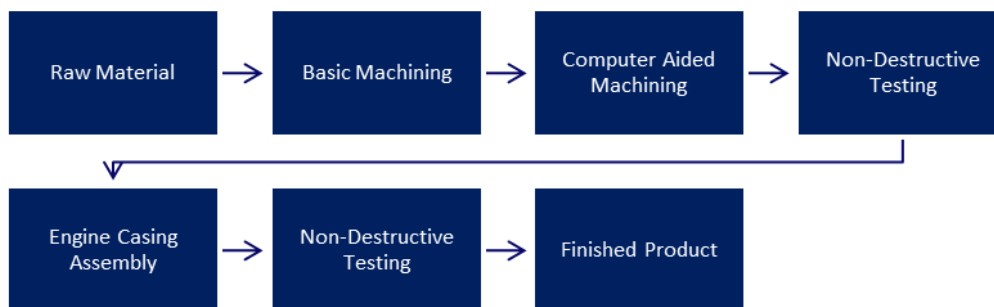 Raw Material
Basic Machining
Computer Aided
Machining
Non-Destructive
Testing
Engine Casing
Assembly
Non-Destructive
Testing
Finished Product